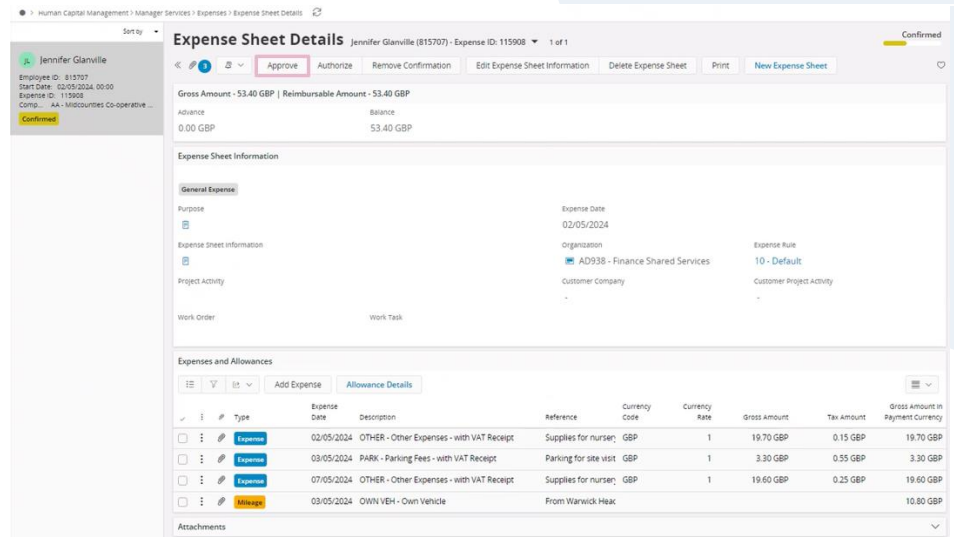 > Human Capital Management > Manager Services > Expenses > Expense Sheet Details
Sort by
JL Jennifer Glanville
Employee ID: 815707
Start Date: 02/05/2024, 00:00
Expense ID: 115908
Comp... AA - Midcounties Co-operative ...
Confirmed
Expense Sheet Details Jennifer Glanville (815707) - Expense ID: 115908 1 of 1
Confirmed
3 Approve Authorize Remove Confirmation Edit Expense Sheet Information Delete Expense Sheet Print New Expense Sheet
Gross Amount - 53.40 GBP | Reimbursable Amount - 53.40 GBP
Advance Balance
0.00 GBP 53.40 GBP
Expense Sheet Information
General Expense
Purpose Expense Date
02/05/2024
Expense Sheet Information Organization Expense Rule
AD938 - Finance Shared Services 10 - Default
Project Activity Customer Company Customer Project Activity
- -
Work Order Work Task
Expenses and Allowances
Add Expense Allowance Details
Type Expense Date Description Reference Currency Code Currency Rate Gross Amount Tax Amount Gross Amount in Payment Currency
Expense 02/05/2024 OTHER - Other Expenses - with VAT Receipt Supplies for nursery GBP 1 19.70 GBP 0.15 GBP 19.70 GBP
Expense 03/05/2024 PARK - Parking Fees - with VAT Receipt Parking for site visit GBP 1 3.30 GBP 0.55 GBP 3.30 GBP
Expense 07/05/2024 OTHER - Other Expenses - with VAT Receipt Supplies for nursery GBP 1 19.60 GBP 0.25 GBP 19.60 GBP
Mileage 03/05/2024 OWN VEH - Own Vehicle From Warwick Heac 10.80 GBP
Attachments